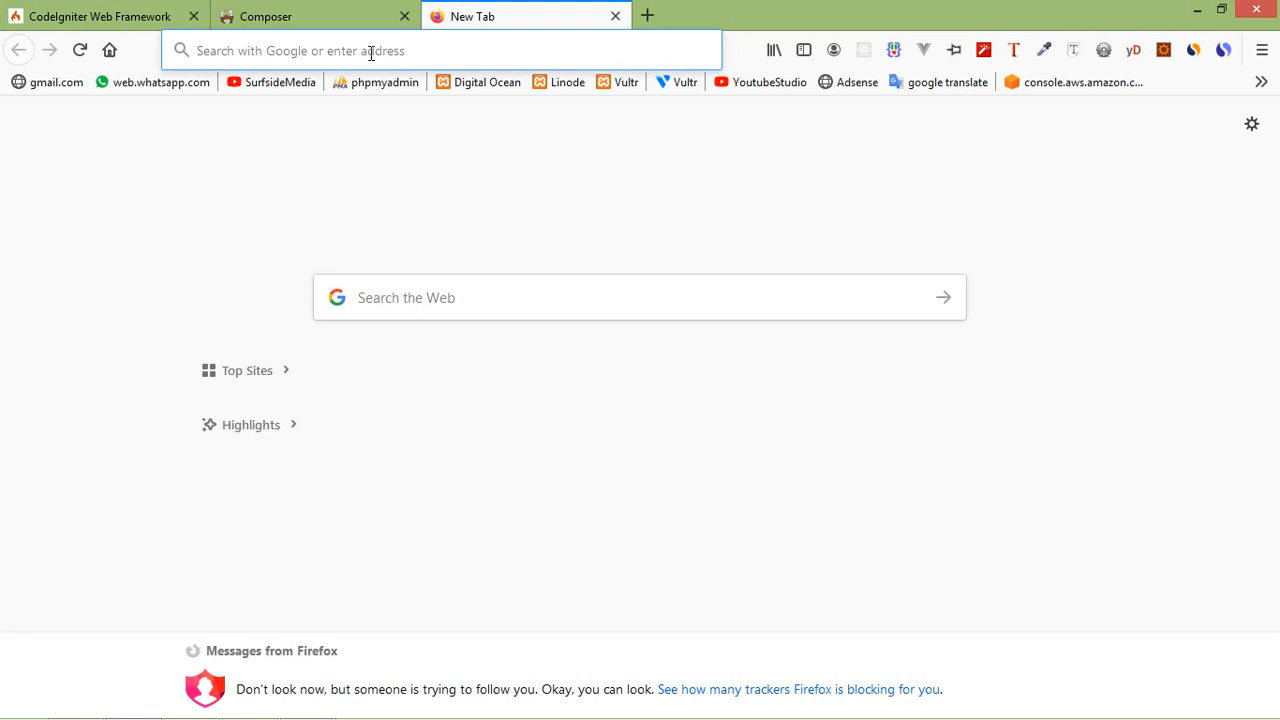 CodeIgniter Web Framework
Composer
New Tab
Search with Google or enter address
T
T
yD
gmail.com
web.whatsapp.com
SurfsideMedia
PMA phpmyadmin
Digital Ocean
Linode
Vultr
Vultr
YoutubeStudio
Adsense
google translate
console.aws.amazon.c...
Search the Web
Top Sites
Highlights
Messages from Firefox
Don't look now, but someone is trying to follow you. Okay, you can look. See how many trackers Firefox is blocking for you.